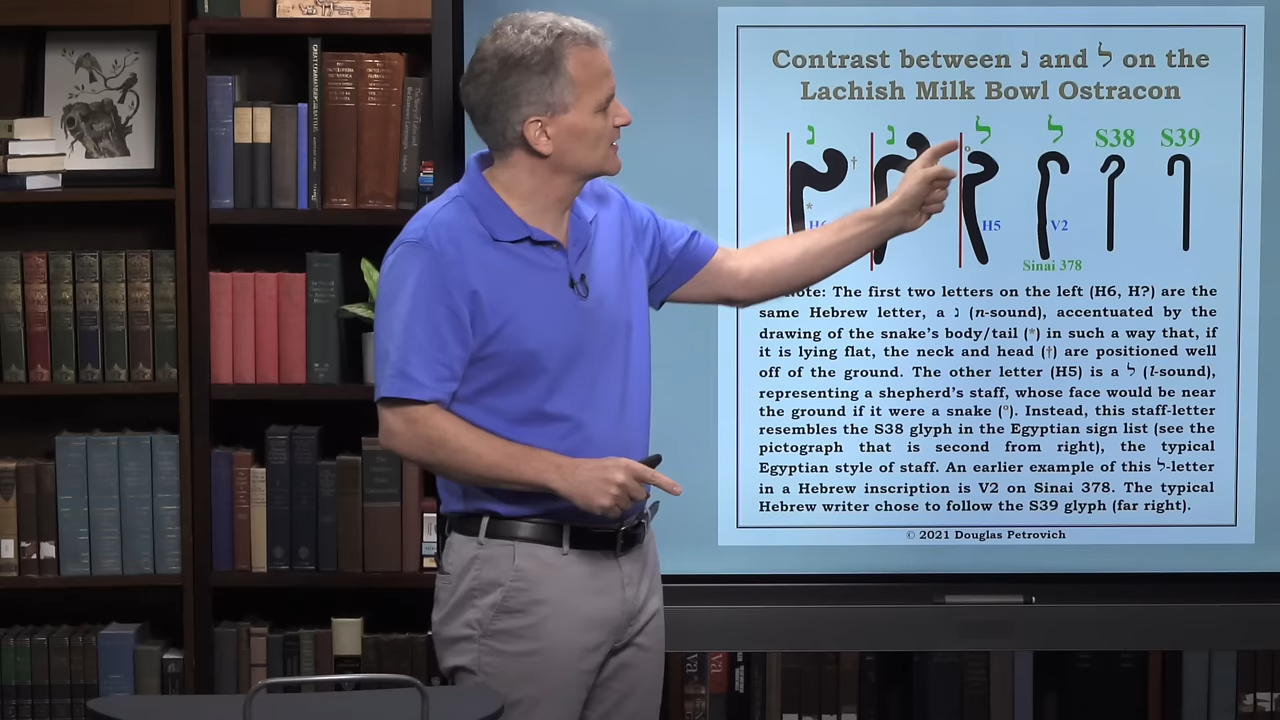 Contrast between נ and ל on the
Lachish Milk Bowl Ostracon
נ נ ל ל S38 S39
† °
* H5 V2
Sinai 378
The first two letters on the left (H6, H?) are the
same Hebrew letter, a נ (n-sound), accentuated by the
drawing of the snake's body/tail (*) in such a way that, if
it is lying flat, the neck and head (†) are positioned well
off of the ground. The other letter (H5) is a ל (l-sound),
representing a shepherd's staff, whose face would be near
the ground if it were a snake (°). Instead, this staff-letter
resembles the S38 glyph in the Egyptian sign list (see the
pictograph that is second from right), the typical
Egyptian style of staff. An earlier example of this ל-letter
in a Hebrew inscription is V2 on Sinai 378. The typical
Hebrew writer chose to follow the S39 glyph (far right).
© 2021 Douglas Petrovich